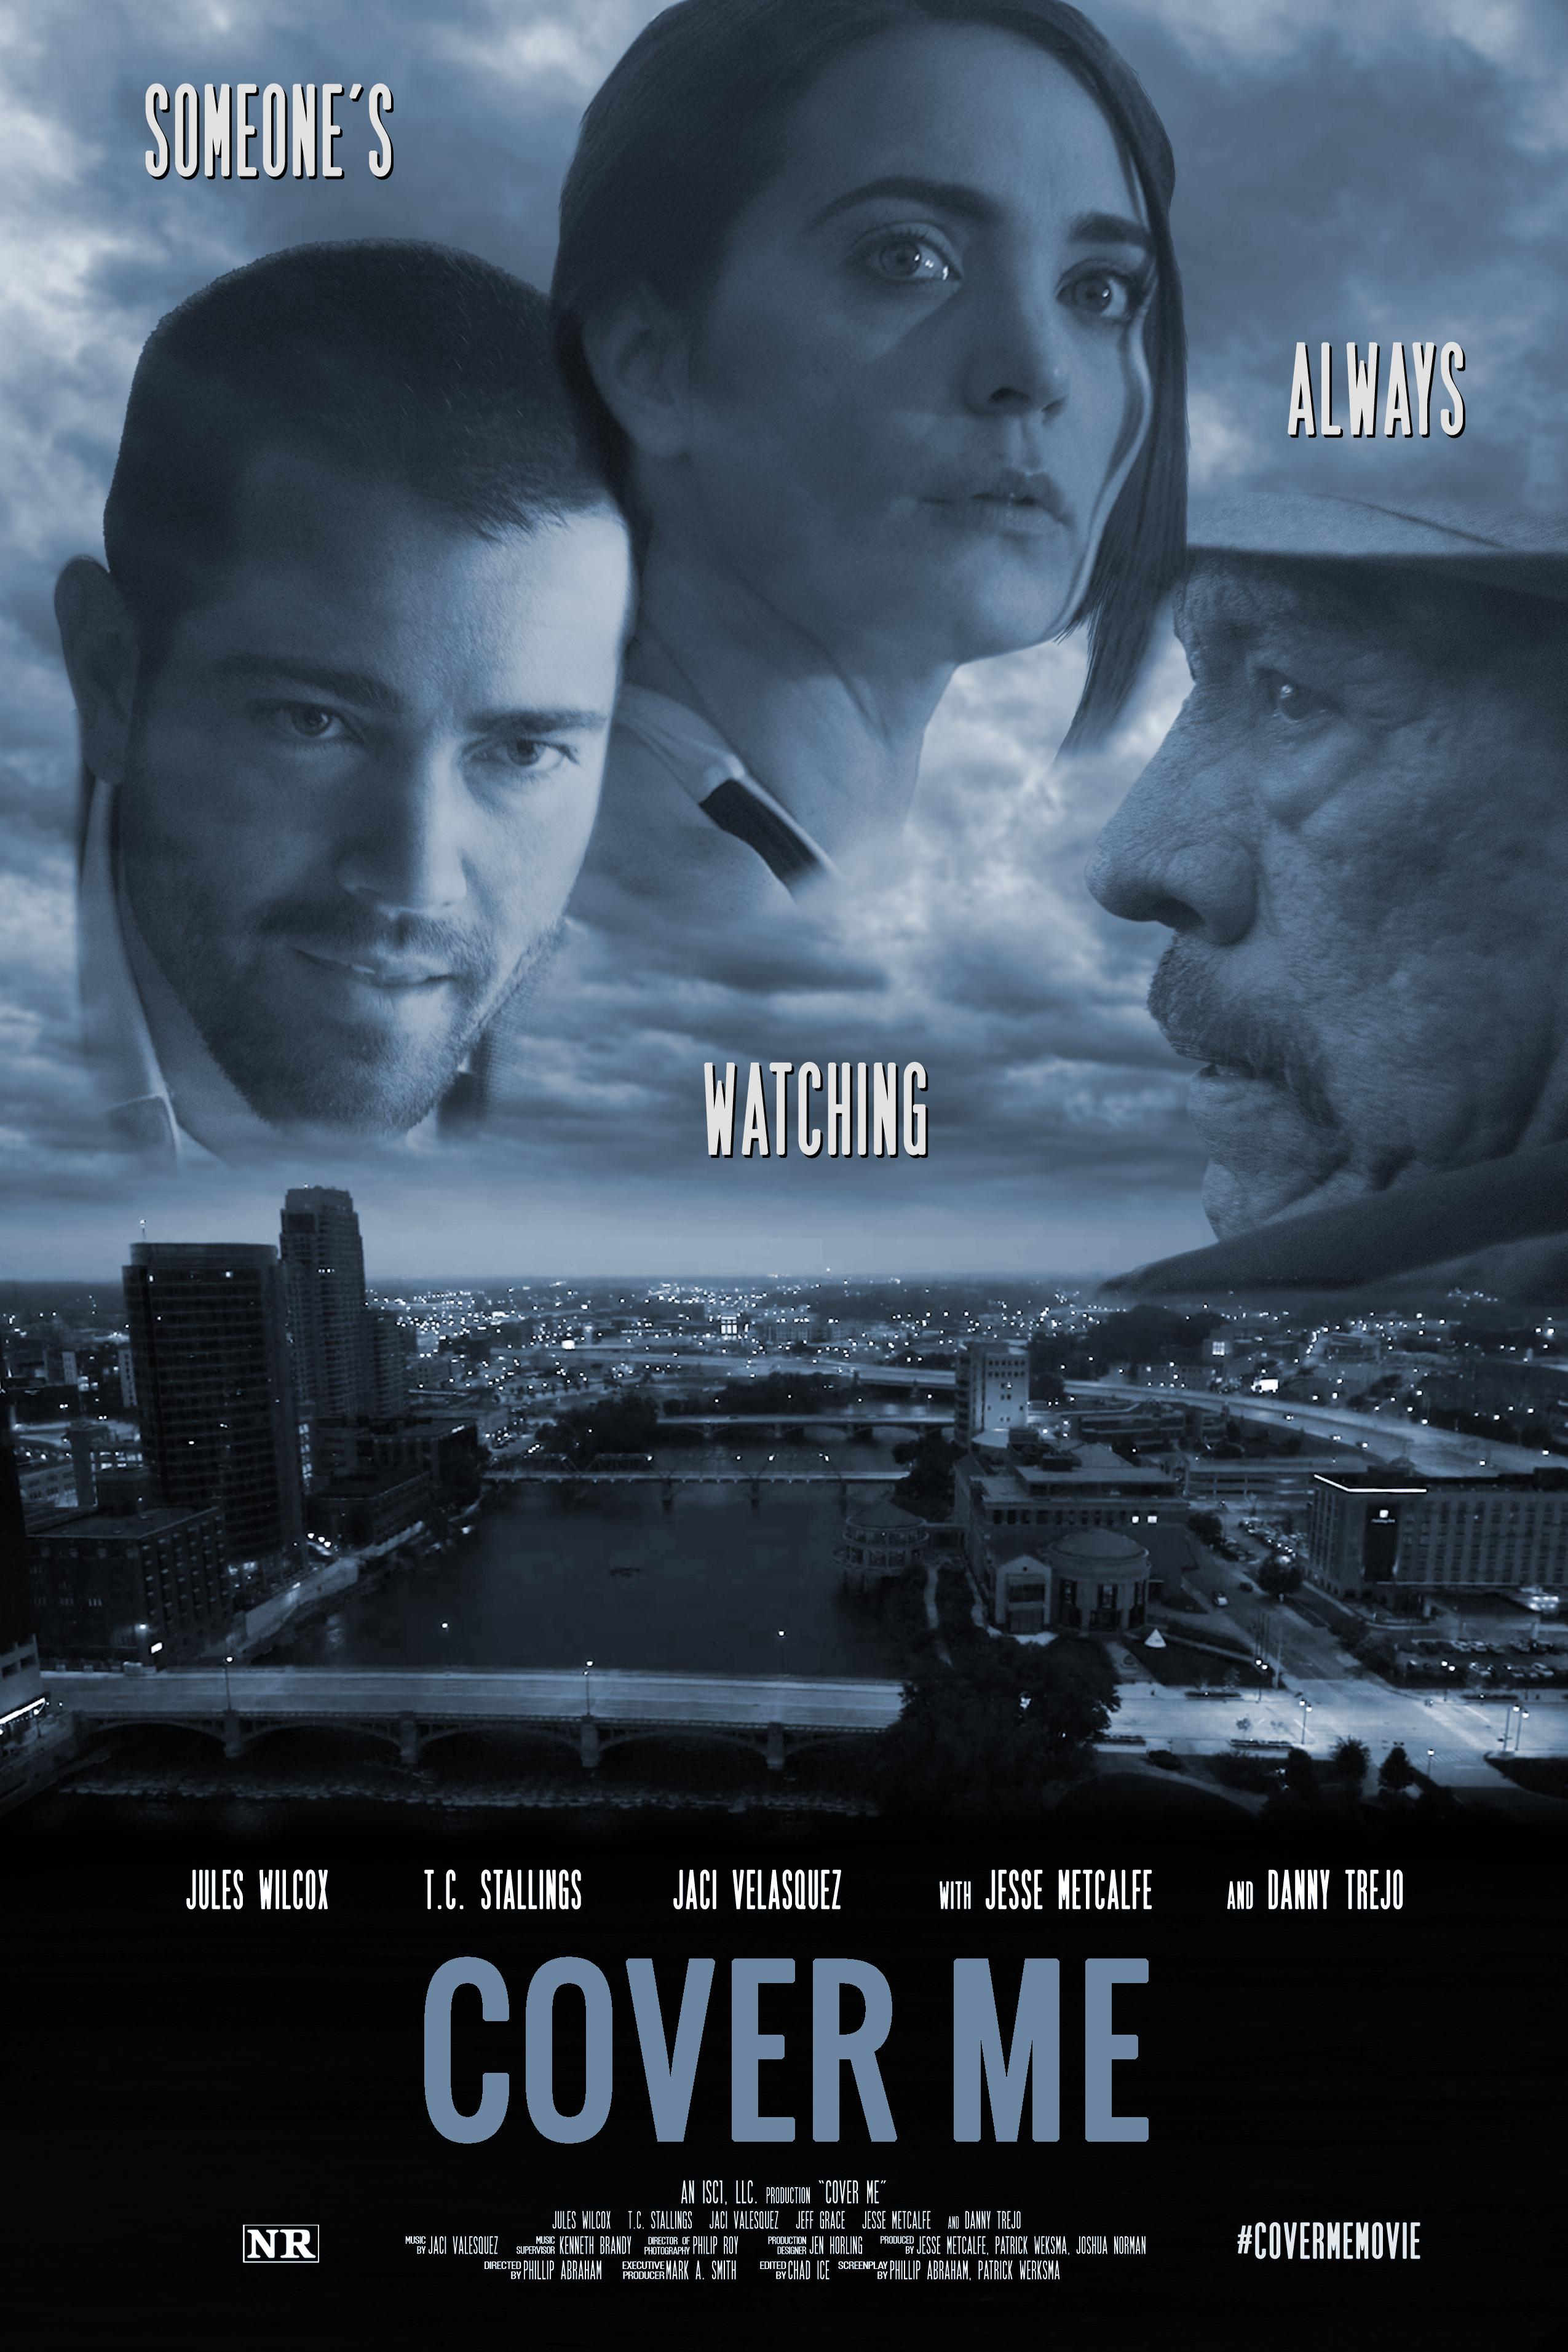 SOMEONE'S
ALWAYS
WATCHING
JULES WILCOX T.C. STALLINGS JACI VELASQUEZ WITH JESSE METCALFE AND DANNY TREJO
COVER ME
AN ISC1, LLC. PRODUCTION "COVER ME"
JULES WILCOX T.C. STALLINGS JACI VALESQUEZ JEFF GRACE JESSE METCALFE AND DANNY TREJO
MUSIC BY JACI VALESQUEZ MUSIC SUPERVISOR KENNETH BRANDY DIRECTOR OF PHOTOGRAPHY PHILIP ROY PRODUCTION DESIGNER JEN HORLING PRODUCED BY JESSE METCALFE, PATRICK WEKSMA, JOSHUA NORMAN
DIRECTED BY PHILLIP ABRAHAM EXECUTIVE PRODUCER MARK A. SMITH EDITED BY CHAD ICE SCREENPLAY BY PHILLIP ABRAHAM, PATRICK WERKSMA
NR
#COVERMEMOVIE